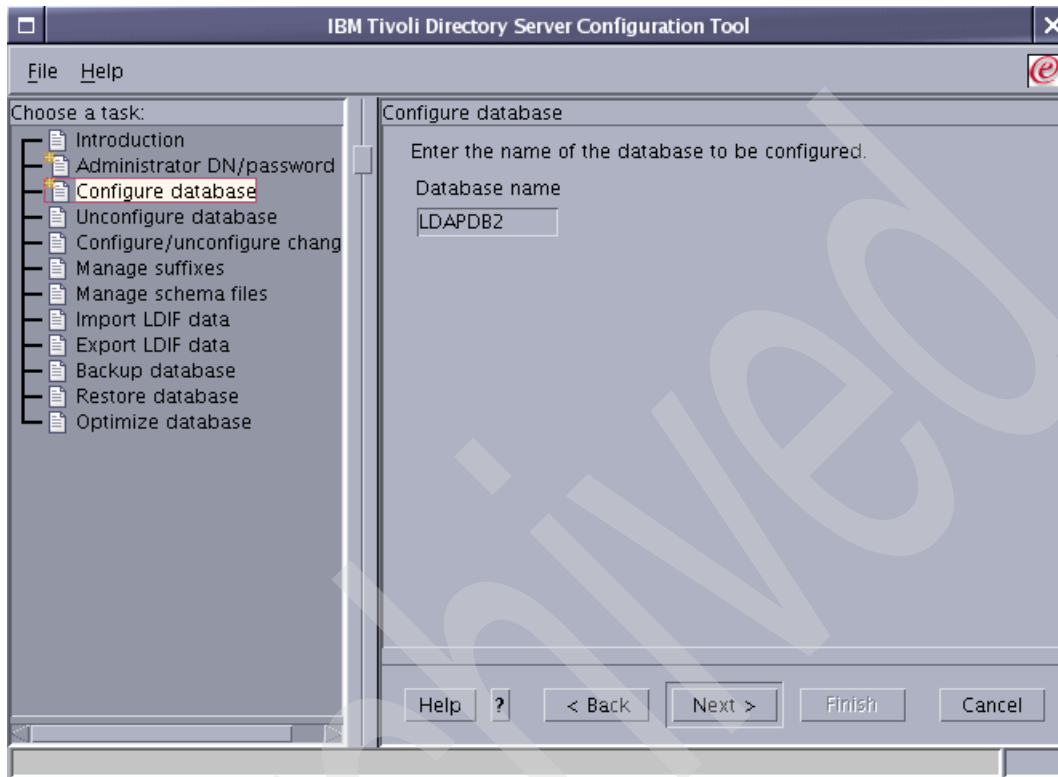 IBM Tivoli Directory Server Configuration Tool
File Help
Choose a task:
Introduction
Administrator DN/password
Configure database
Unconfigure database
Configure/unconfigure chang
Manage suffixes
Manage schema files
Import LDIF data
Export LDIF data
Backup database
Restore database
Optimize database
Configure database
Enter the name of the database to be configured.
Database name
LDAPDB2
Help ? < Back Next > Finish Cancel